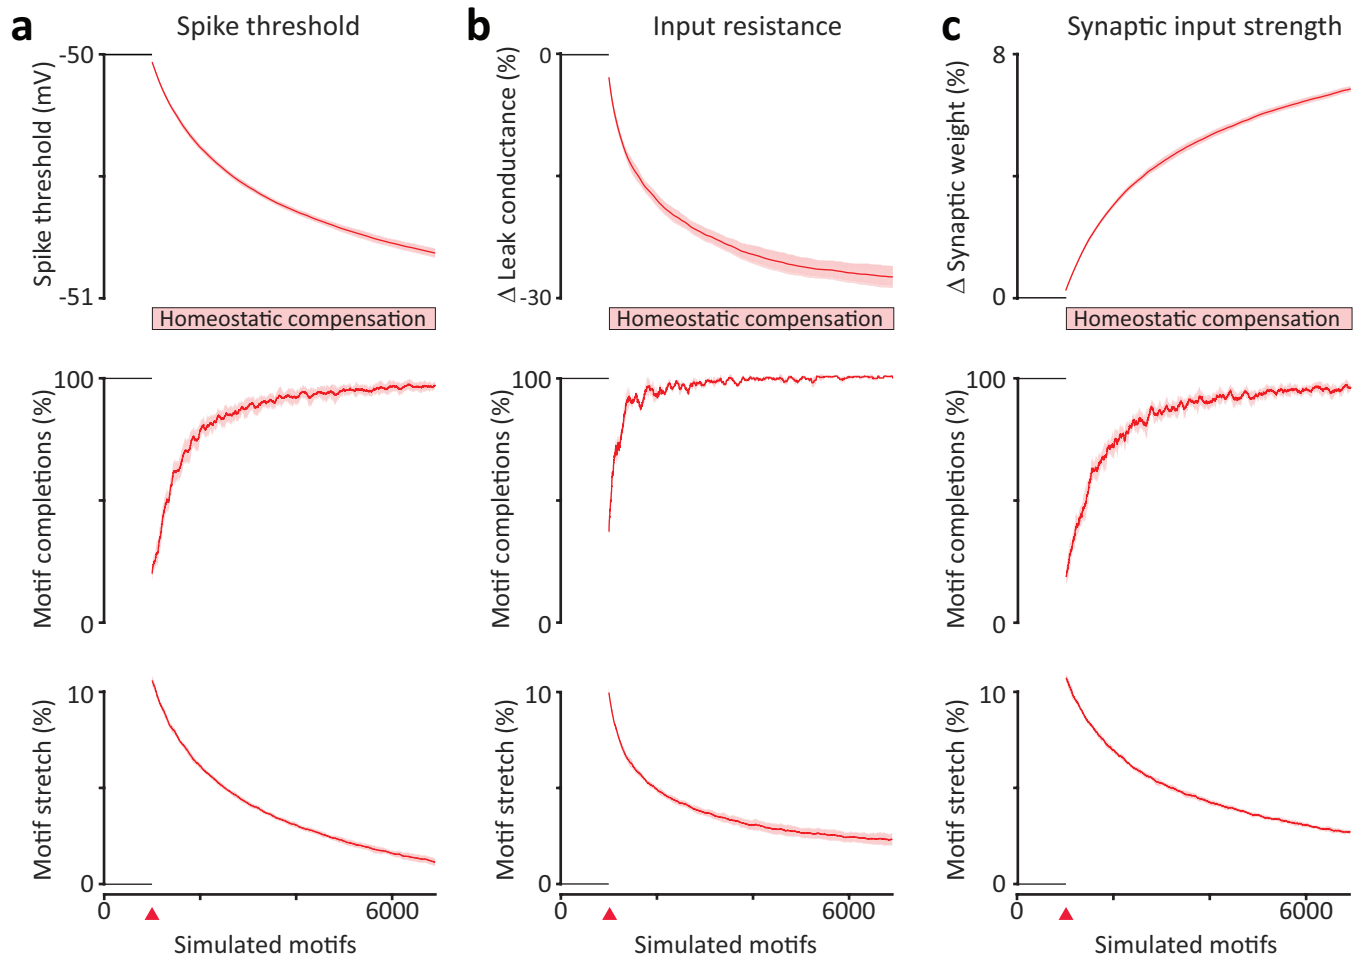 a Spike threshold
-50
-51
Spike threshold (mV)
Homeostatic compensation
100
0
Motif completions (%)
10
0
Motif stretch (%)
0 6000
Simulated motifs
b Input resistance
0
-30
Δ Leak conductance (%)
Homeostatic compensation
100
0
Motif completions (%)
10
0
Motif stretch (%)
0 6000
Simulated motifs
c Synaptic input strength
8
4
0
Δ Synaptic weight (%)
Homeostatic compensation
100
0
Motif completions (%)
10
0
Motif stretch (%)
0 6000
Simulated motifs